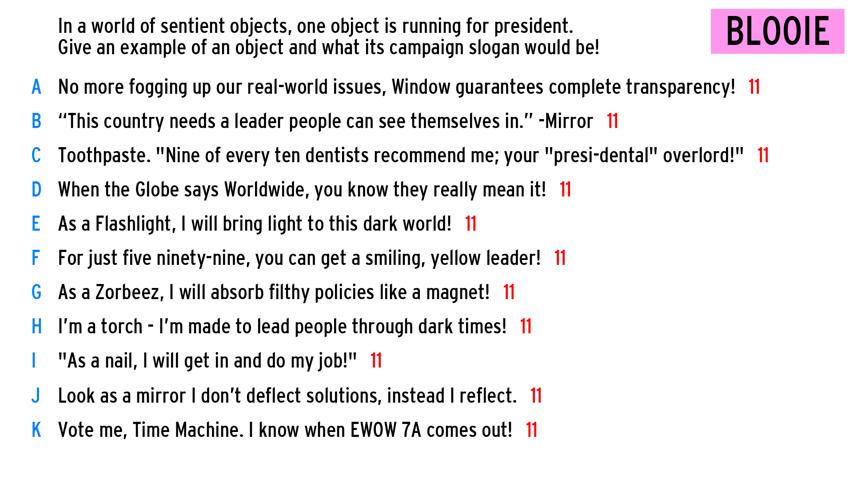 In a world of sentient objects, one object is running for president.
Give an example of an object and what its campaign slogan would be!
BLOOIE
A No more fogging up our real-world issues, Window guarantees complete transparency! 11
B “This country needs a leader people can see themselves in.” -Mirror 11
C Toothpaste. "Nine of every ten dentists recommend me; your "presi-dental" overlord!" 11
D When the Globe says Worldwide, you know they really mean it! 11
E As a Flashlight, I will bring light to this dark world! 11
F For just five ninety-nine, you can get a smiling, yellow leader! 11
G As a Zorbeez, I will absorb filthy policies like a magnet! 11
H I’m a torch - I’m made to lead people through dark times! 11
I "As a nail, I will get in and do my job!" 11
J Look as a mirror I don’t deflect solutions, instead I reflect. 11
K Vote me, Time Machine. I know when EWOW 7A comes out! 11